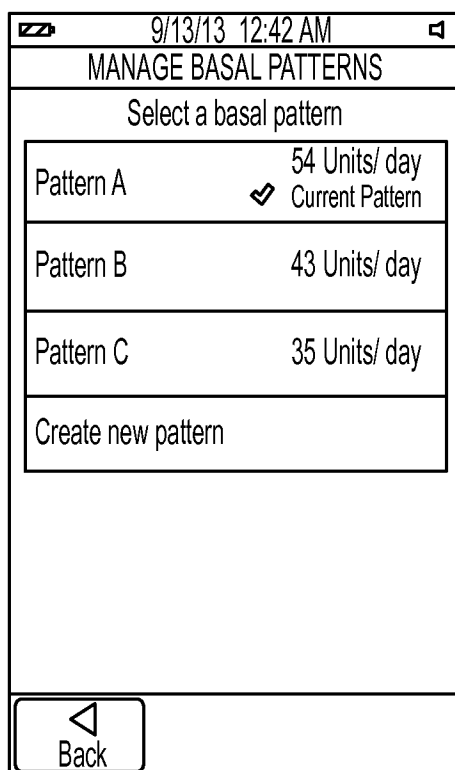 9/13/13 12:42 AM
MANAGE BASAL PATTERNS
Select a basal pattern
Pattern A
54 Units/ day
Current Pattern
Pattern B
43 Units/ day
Pattern C
35 Units/ day
Create new pattern
Back